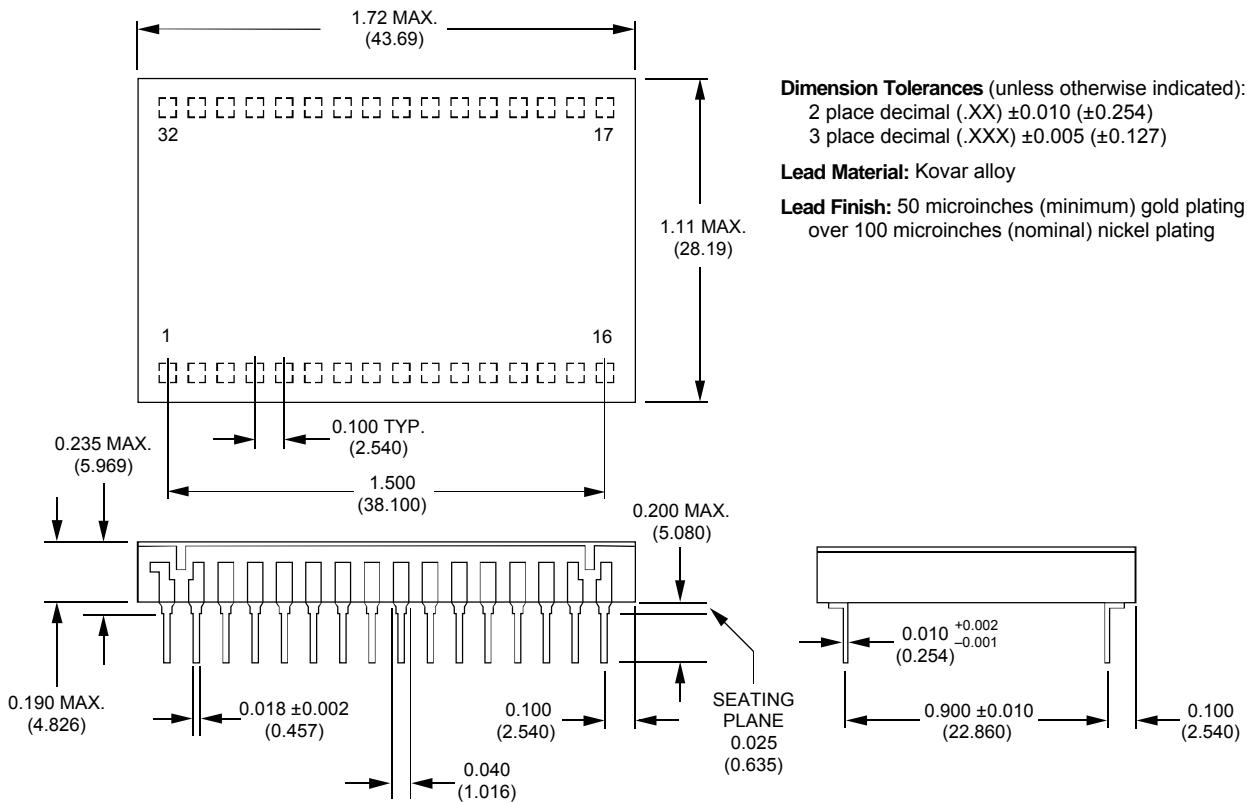 1.72 MAX.
(43.69)
Dimension Tolerances (unless otherwise indicated):
2 place decimal (.XX) ±0.010 (±0.254)
3 place decimal (.XXX) ±0.005 (±0.127)
Lead Material: Kovar alloy
Lead Finish: 50 microinches (minimum) gold plating
over 100 microinches (nominal) nickel plating
32
17
1.11 MAX.
(28.19)
1
16
0.100 TYP.
(2.540)
0.235 MAX.
(5.969)
1.500
(38.100)
0.200 MAX.
(5.080)
0.010 +0.002 –0.001
(0.254)
0.190 MAX.
(4.826)
0.018 ±0.002
(0.457)
0.100
(2.540)
SEATING
PLANE
0.025
(0.635)
0.900 ±0.010
(22.860)
0.100
(2.540)
0.040
(1.016)